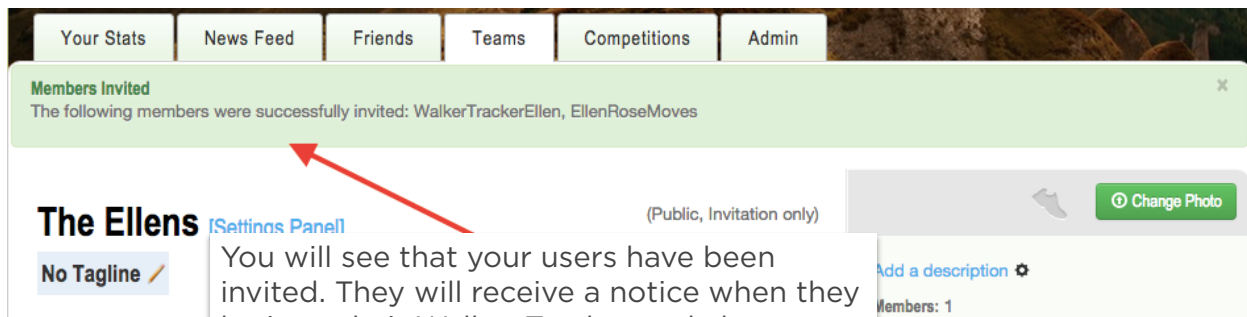 Your Stats News Feed Friends Teams Competitions Admin
Members Invited ×
The following members were successfully invited: WalkerTrackerEllen, EllenRoseMoves
The Ellens [Settings Panel] (Public, Invitation only) Change Photo
No Tagline
You will see that your users have been
invited. They will receive a notice when they
Add a description
Members: 1